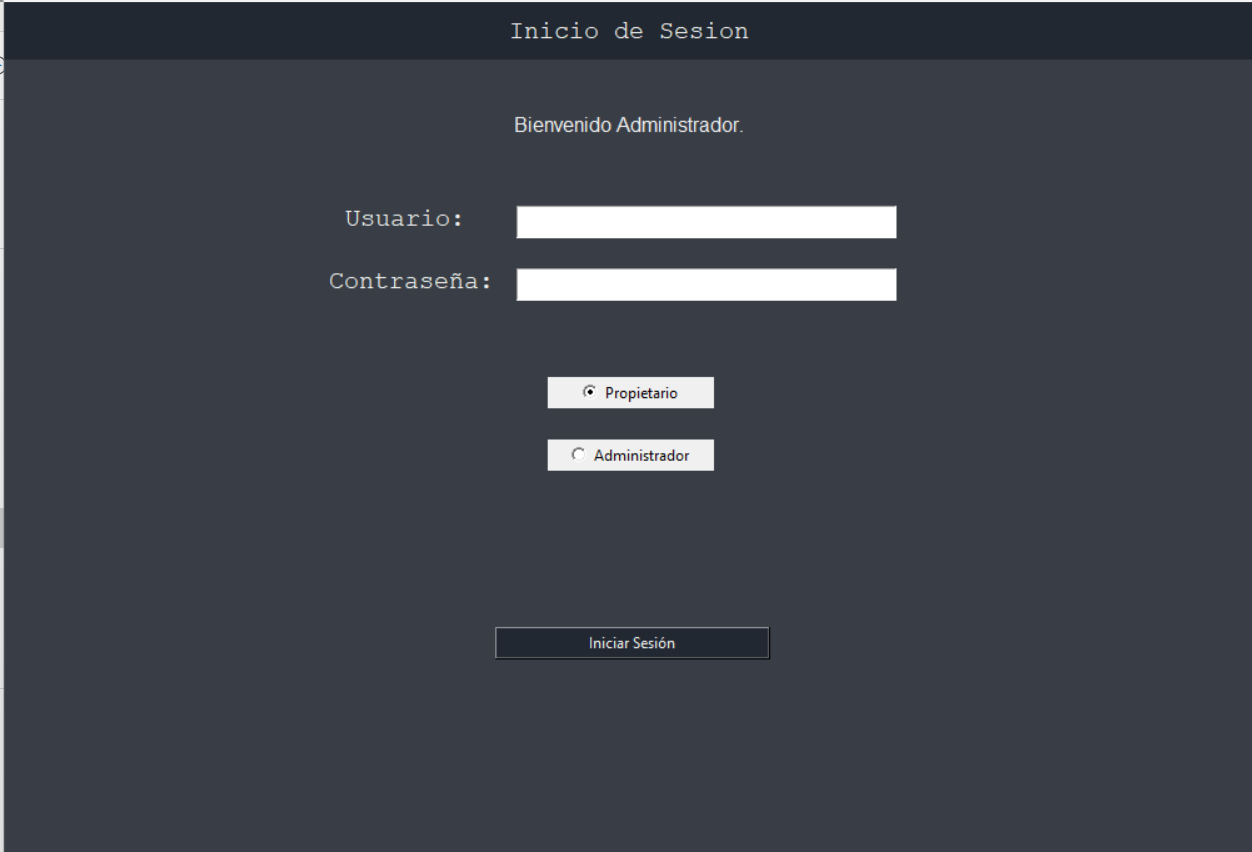 Inicio de Sesion
Bienvenido Administrador.
Usuario:
Contraseña:
Propietario
Administrador
Iniciar Sesión